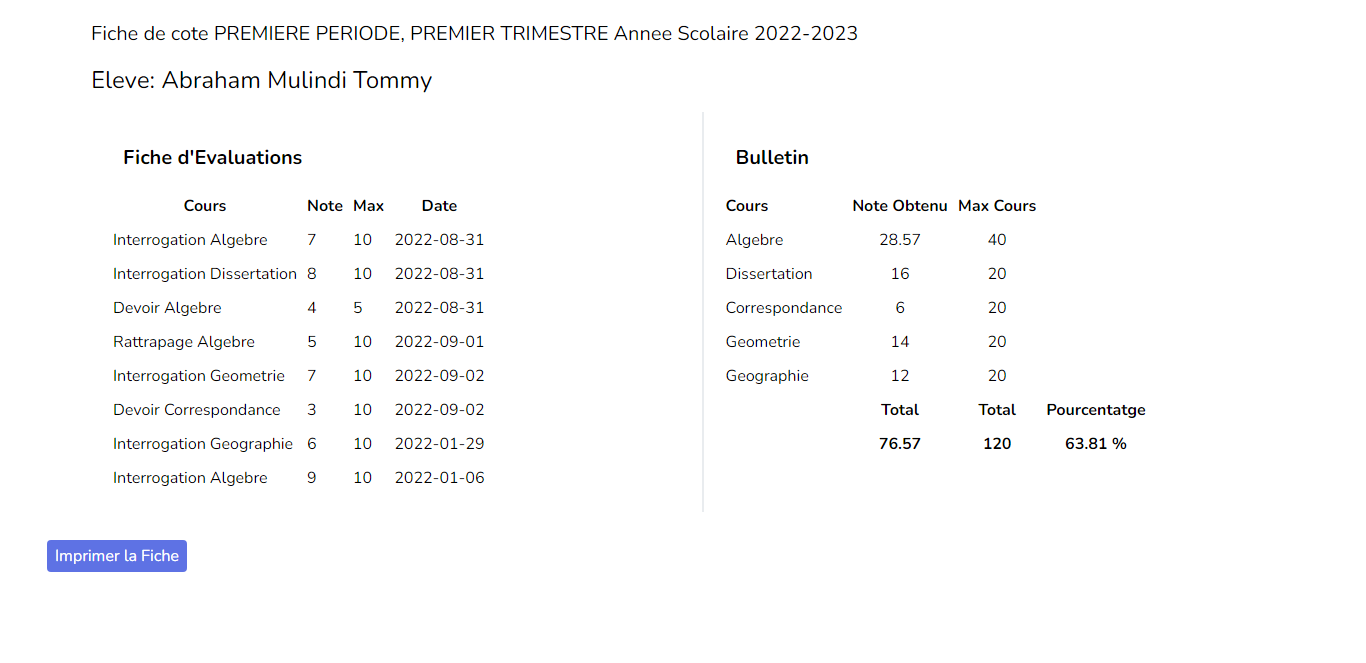 Fiche de cote PREMIERE PERIODE, PREMIER TRIMESTRE Annee Scolaire 2022-2023
Eleve: Abraham Mulindi Tommy
Fiche d'Evaluations
Cours Note Max Date
Interrogation Algebre 7 10 2022-08-31
Interrogation Dissertation 8 10 2022-08-31
Devoir Algebre 4 5 2022-08-31
Rattrapage Algebre 5 10 2022-09-01
Interrogation Geometrie 7 10 2022-09-02
Devoir Correspondance 3 10 2022-09-02
Interrogation Geographie 6 10 2022-01-29
Interrogation Algebre 9 10 2022-01-06
Bulletin
Cours Note Obtenu Max Cours
Algebre 28.57 40
Dissertation 16 20
Correspondance 6 20
Geometrie 14 20
Geographie 12 20
Total Total Pourcentatge
76.57 120 63.81 %
Imprimer la Fiche